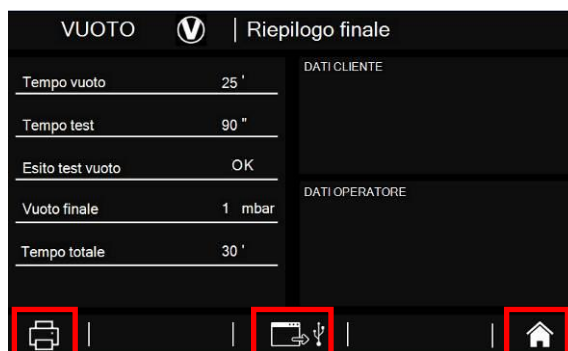 VUOTO V Riepilogo finale
Tempo vuoto 25 '
Tempo test 90 "
Esito test vuoto OK
Vuoto finale 1 mbar
Tempo totale 30 '
DATI CLIENTE
DATI OPERATORE